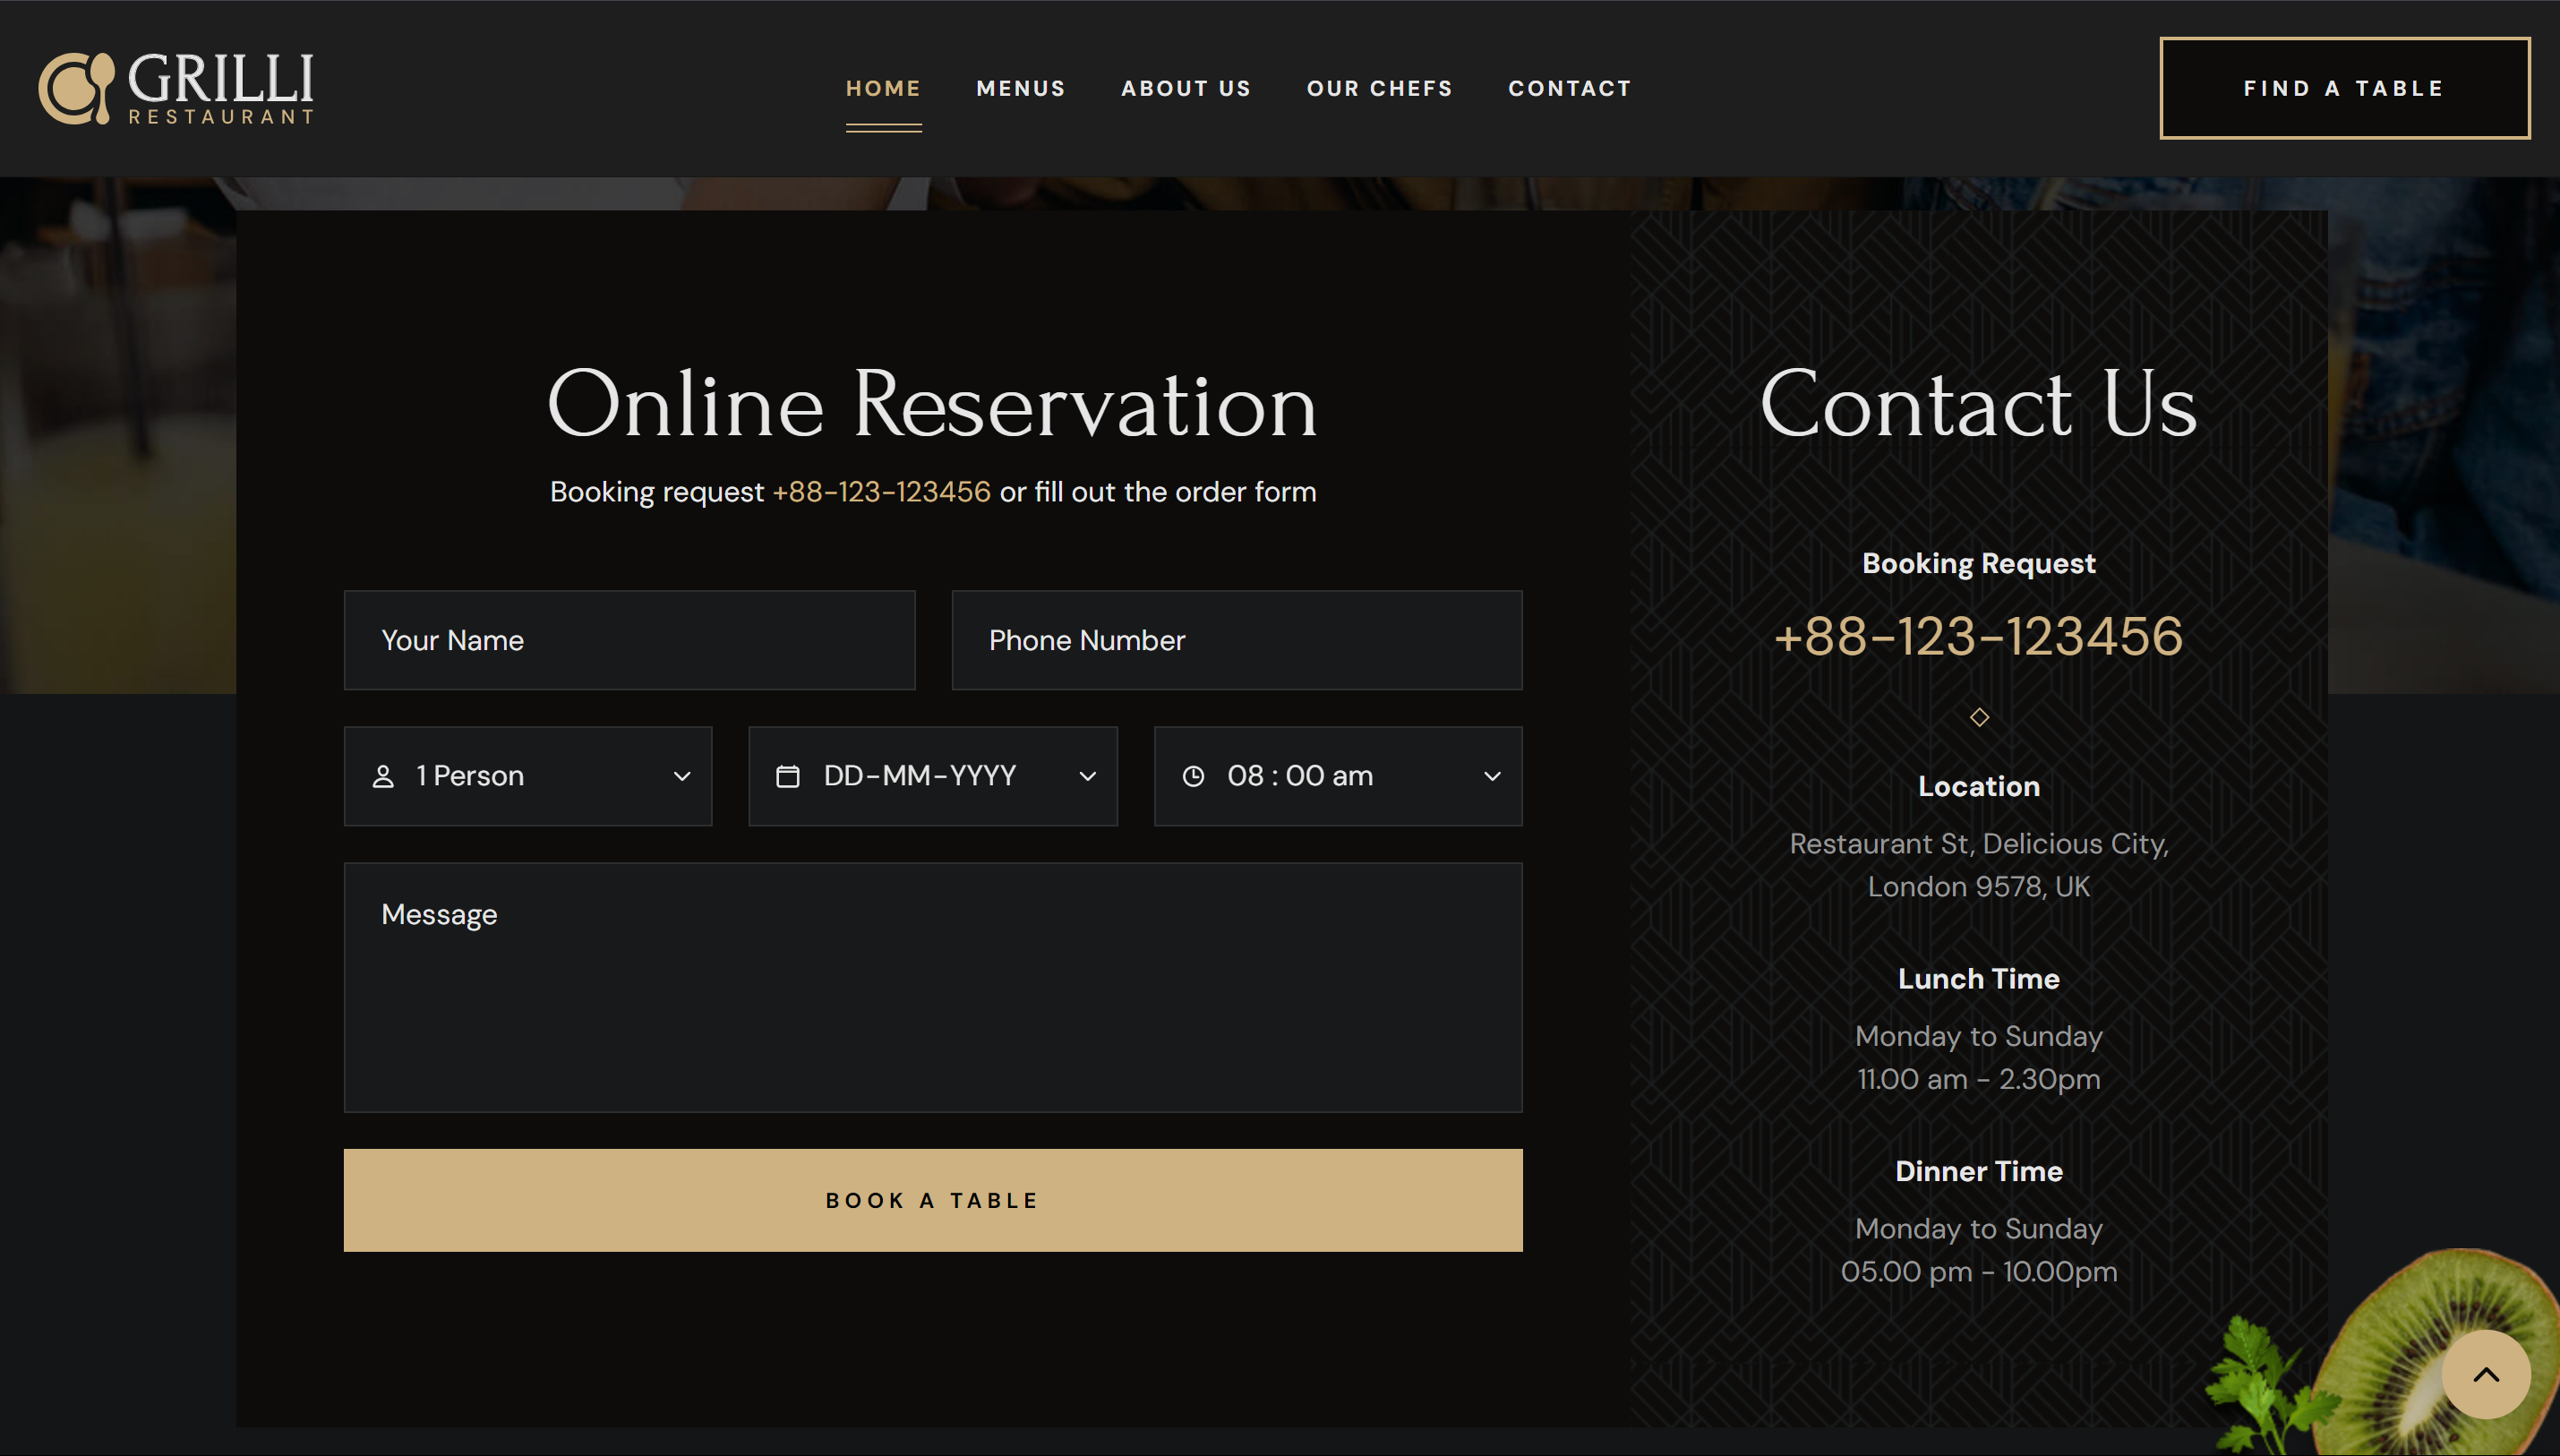 GRILLI
RESTAURANT
HOME
MENUS
ABOUT US
OUR CHEFS
CONTACT
FIND A TABLE
Online Reservation
Booking request +88-123-123456 or fill out the order form
Your Name
Phone Number
1 Person
DD-MM-YYYY
08 : 00 am
Message
BOOK A TABLE
Contact Us
Booking Request
+88-123-123456
Location
Restaurant St, Delicious City,
London 9578, UK
Lunch Time
Monday to Sunday
11.00 am - 2.30pm
Dinner Time
Monday to Sunday
05.00 pm - 10.00pm